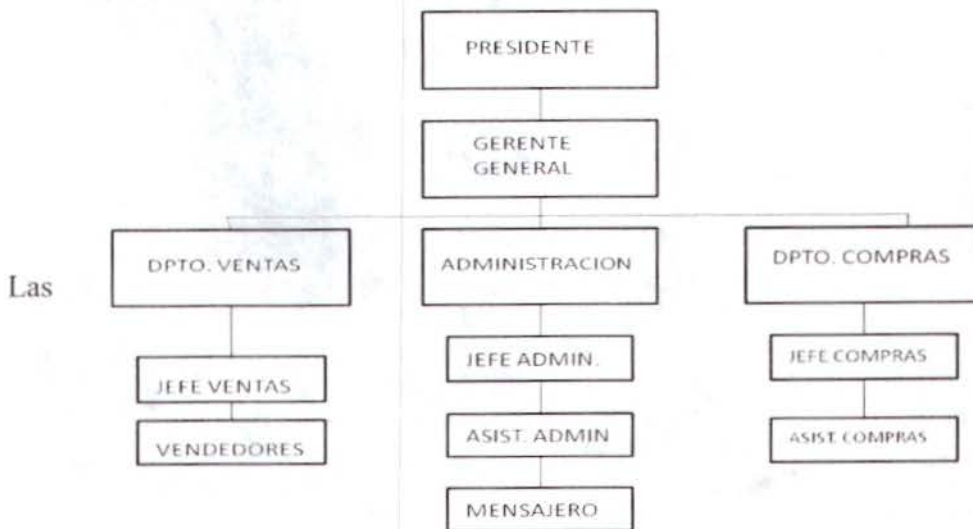 PRESIDENTE
GERENTE
GENERAL
DPTO. VENTAS
ADMINISTRACION
DPTO. COMPRAS
Las
JEFE VENTAS
JEFE ADMIN.
JEFE COMPRAS
VENDEDORES
ASIST. ADMIN
ASIST. COMPRAS
MENSAJERO